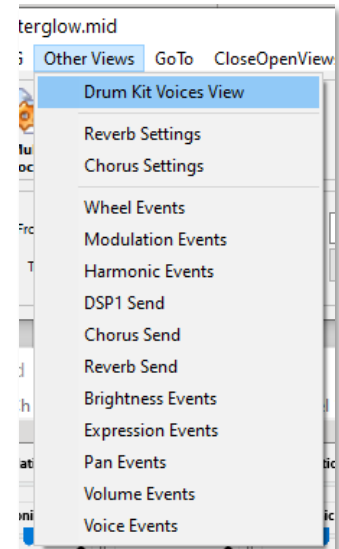 terglow.mid
Other Views GoTo CloseOpenView
Drum Kit Voices View
Reverb Settings
Chorus Settings
Wheel Events
Modulation Events
Harmonic Events
DSP1 Send
Chorus Send
Reverb Send
Brightness Events
Expression Events
Pan Events
Volume Events
Voice Events